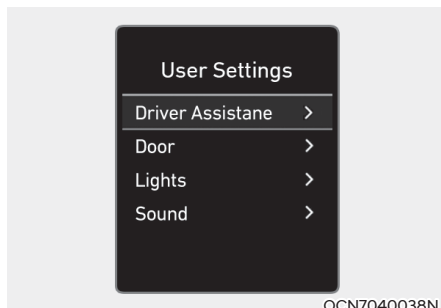 User Settings
Driver Assistane >
Door >
Lights >
Sound >
OCN7040038N